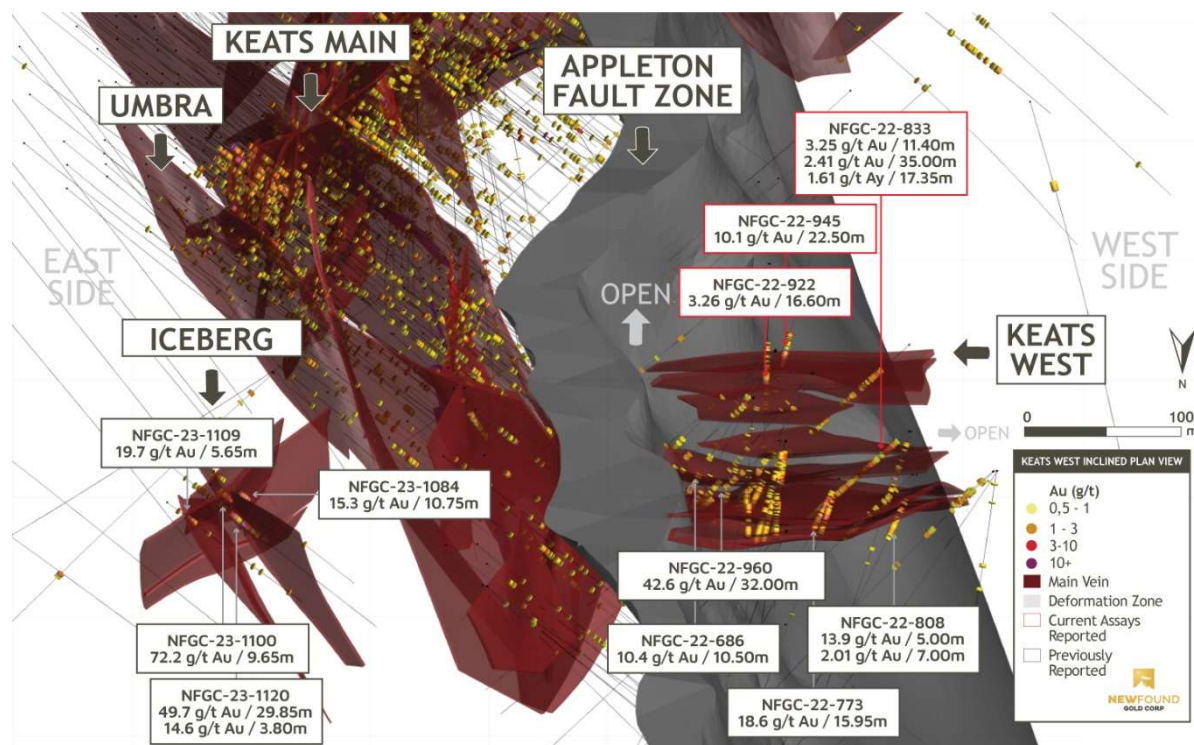 KEATS MAIN
UMBRA
APPLETON
FAULT ZONE
NFGC-22-833
3.25 g/t Au / 11.40m
2.41 g/t Au / 35.00m
1.61 g/t Ay / 17.35m
NFGC-22-945
10.1 g/t Au / 22.50m
EAST
SIDE
WEST
SIDE
OPEN
NFGC-22-922
3.26 g/t Au / 16.60m
ICEBERG
KEATS
WEST
N
NFGC-23-1109
19.7 g/t Au / 5.65m
0 100
m
OPEN
NFGC-23-1084
15.3 g/t Au / 10.75m
KEATS WEST INCLINED PLAN VIEW
Au (g/t)
0,5 - 1
1 - 3
3-10
10+
Main Vein
Deformation Zone
Current Assays
Reported
Previously
Reported
NEWFOUND
GOLD CORP
NFGC-22-960
42.6 g/t Au / 32.00m
NFGC-22-686
10.4 g/t Au / 10.50m
NFGC-22-808
13.9 g/t Au / 5.00m
2.01 g/t Au / 7.00m
NFGC-23-1100
72.2 g/t Au / 9.65m
NFGC-23-1120
49.7 g/t Au / 29.85m
14.6 g/t Au / 3.80m
NFGC-22-773
18.6 g/t Au / 15.95m